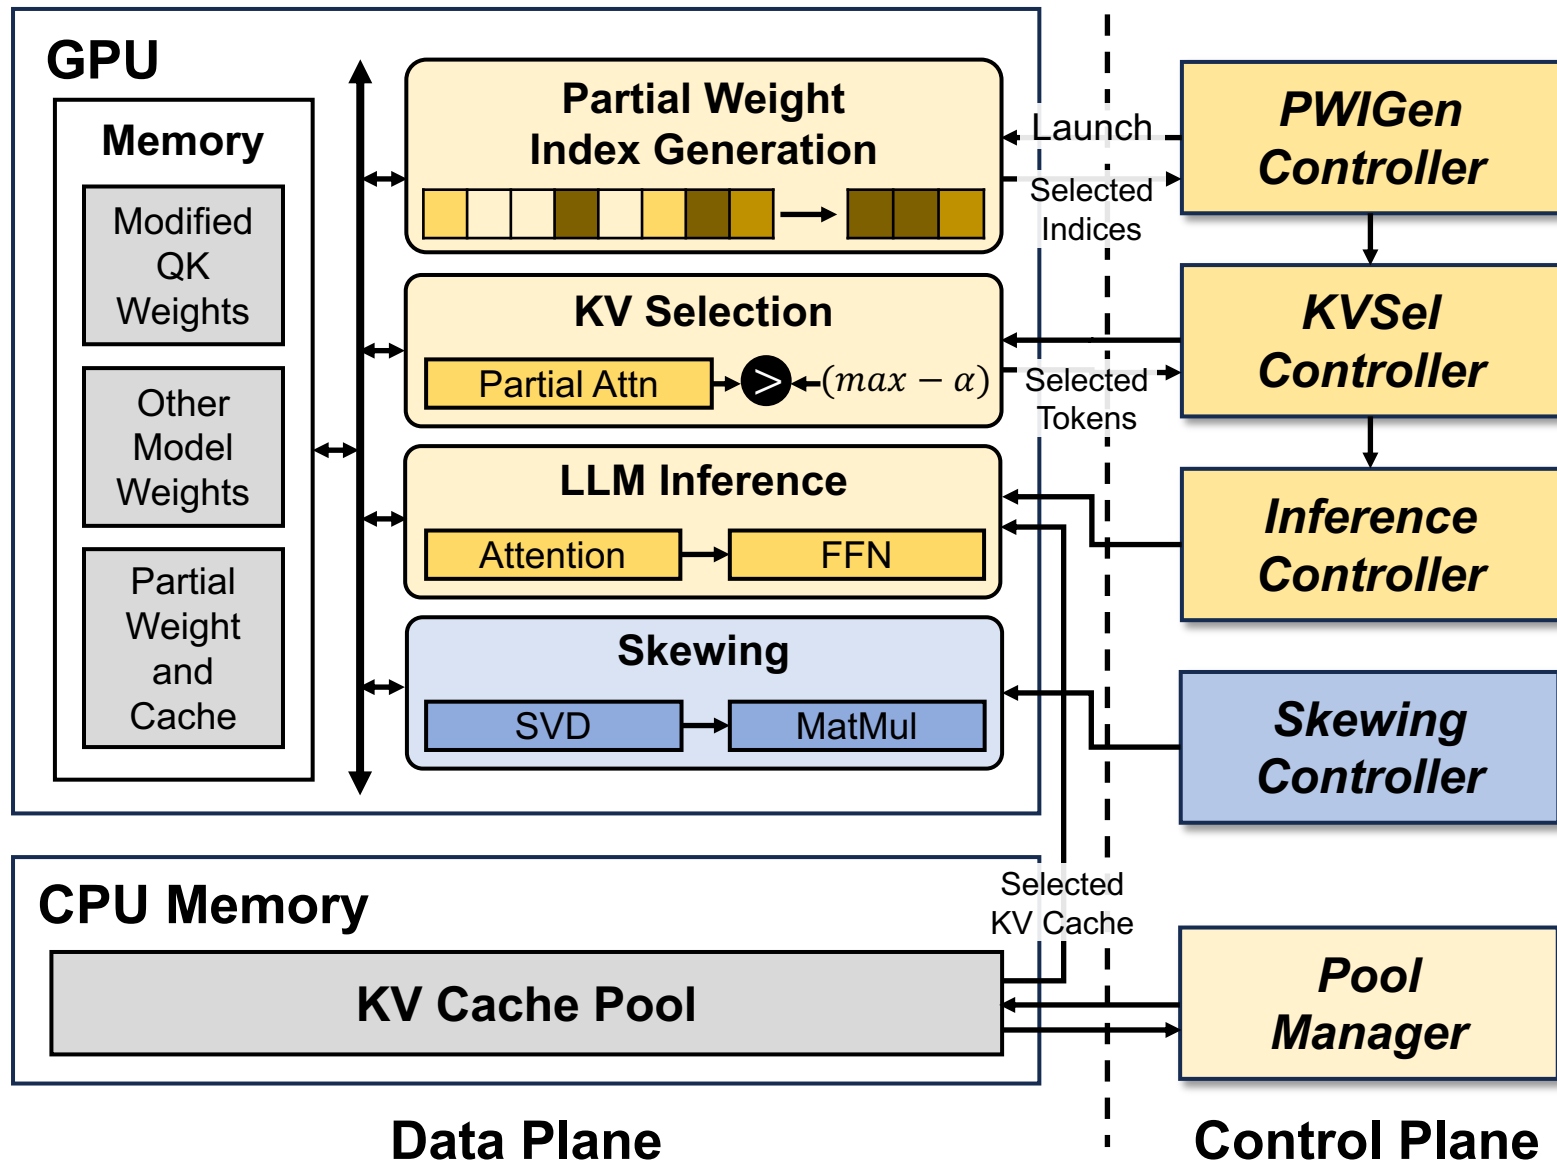 GPU
Memory
Modified
QK
Weights
Other
Model
Weights
Partial
Weight
and
Cache
Partial Weight
Index Generation
KV Selection
Partial Attn
>
(max − α)
LLM Inference
Attention
FFN
Skewing
SVD
MatMul
Launch
Selected
Indices
Selected
Tokens
PWIGen
Controller
KVSel
Controller
Inference
Controller
Skewing
Controller
CPU Memory
KV Cache Pool
Selected
KV Cache
Pool
Manager
Data Plane
Control Plane